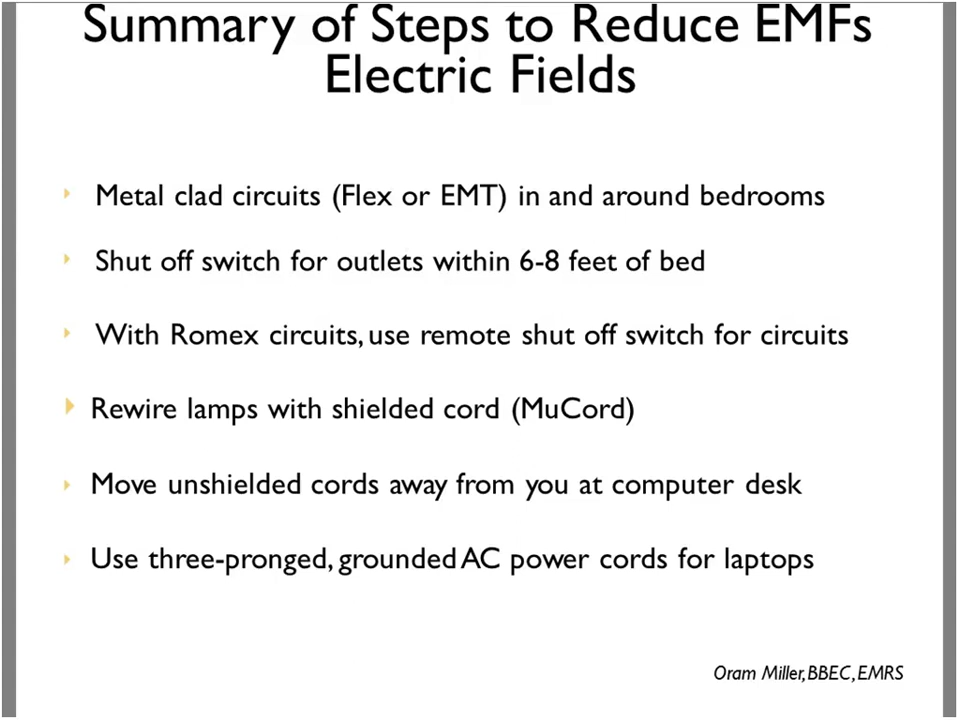 Summary of Steps to Reduce EMFs
Electric Fields
Metal clad circuits (Flex or EMT) in and around bedrooms
Shut off switch for outlets within 6-8 feet of bed
With Romex circuits, use remote shut off switch for circuits
Rewire lamps with shielded cord (MuCord)
Move unshielded cords away from you at computer desk
Use three-pronged, grounded AC power cords for laptops
Oram Miller, BBEC, EMRS